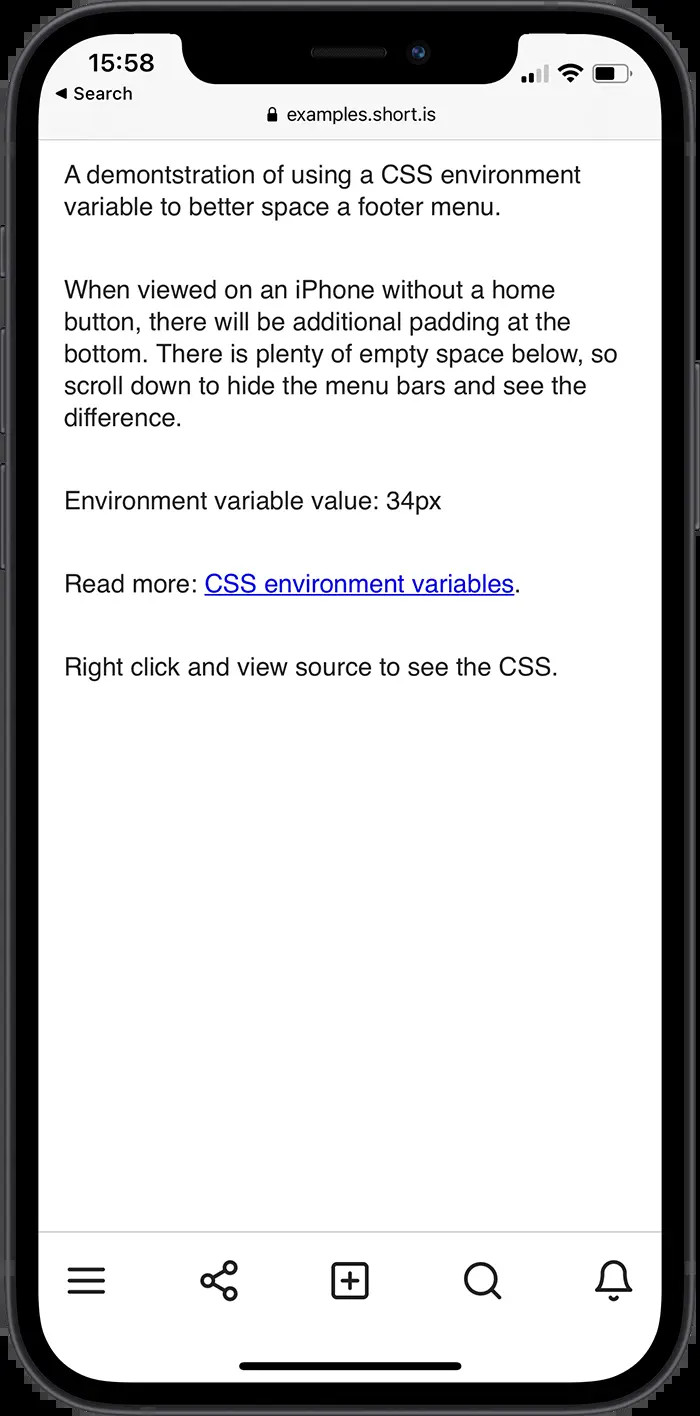 15:58
◀ Search
examples.short.is
A demontstration of using a CSS environment
variable to better space a footer menu.
When viewed on an iPhone without a home
button, there will be additional padding at the
bottom. There is plenty of empty space below, so
scroll down to hide the menu bars and see the
difference.
Environment variable value: 34px
Read more: CSS environment variables.
Right click and view source to see the CSS.